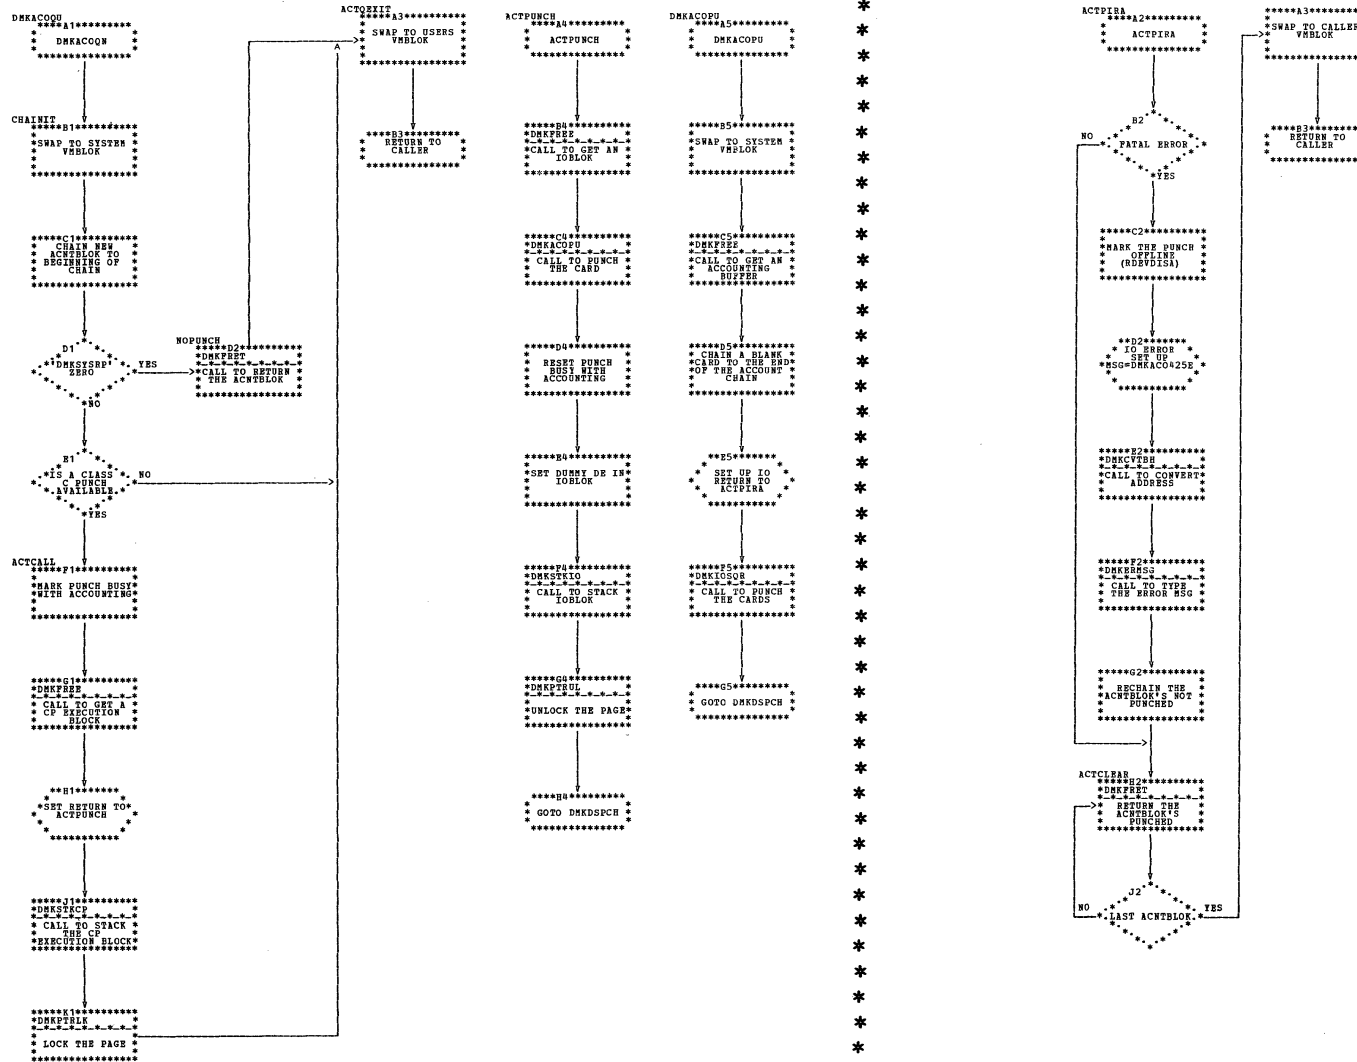 DMKACOQU
*****A1*****
DMKACOQN
CHAINIT
*****B1*****
SWAP TO SYSTEM
VMBLOK
*****C1*****
CHAIN NEW
ACNTBLOK TO
BEGINNING OF
CHAIN
D1
'DMKSYSRP'
ZERO
YES
NO
NOPUNCH
*****D2*****
*DMKFRET
CALL TO RETURN
THE ACNTBLOK
E1
IS A CLASS
C PUNCH
AVAILABLE
NO
YES
ACTCALL
*****F1*****
MARK PUNCH BUSY
WITH ACCOUNTING
*****G1*****
*DMKFREE
CALL TO GET A
CP EXECUTION
BLOCK
**H1*****
SET RETURN TO
ACTPUNCH
*****J1*****
*DMKSTKCP
CALL TO STACK
THE CP
EXECUTION BLOCK
*****K1*****
*DMKPTRLK
LOCK THE PAGE
ACTQEXIT
*****A3*****
SWAP TO USERS
VMBLOK
****B3*****
RETURN TO
CALLER
ACTPUNCH
****A4*****
ACTPUNCH
*****B4*****
*DMKFREE
CALL TO GET AN
IOBLOK
*****C4*****
*DMKACOPU
CALL TO PUNCH
THE CARD
*****D4*****
RESET PUNCH
BUSY WITH
ACCOUNTING
*****E4*****
SET DUMMY DE IN
IOBLOK
*****F4*****
*DMKSTKIO
CALL TO STACK
IOBLOK
*****G4*****
*DMKPTRUL
UNLOCK THE PAGE
****H4*****
GOTO DMKDSPCH
DMKACOPU
****A5*****
DMKACOPU
*****B5*****
SWAP TO SYSTEM
VMBLOK
*****C5*****
*DMKFREE
CALL TO GET AN
ACCOUNTING
BUFFER
*****D5*****
CHAIN A BLANK
CARD TO THE END
OF THE ACCOUNT
CHAIN
**E5*****
SET UP IO
RETURN TO
ACTPIRA
*****F5*****
*DMKIOSQR
CALL TO PUNCH
THE CARDS
****G5*****
GOTO DMKDSPCH
ACTPIRA
****A2*****
ACTPIRA
B2
FATAL ERROR
NO
YES
*****C2*****
MARK THE PUNCH
OFFLINE
(RDEVDISA)
**D2*****
IO ERROR
SET UP
MSG=DMKACO425E
*****E2*****
*DMKCVTBH
CALL TO CONVERT
ADDRESS
*****F2*****
*DMKERMSG
CALL TO TYPE
THE ERROR MSG
*****G2*****
RECHAIN THE
ACNTBLOK'S NOT
PUNCHED
ACTCLEAR
*****H2*****
*DMKFRET
RETURN THE
ACNTBLOK'S
PUNCHED
J2
LAST ACNTBLOK
NO
YES
*****A3*****
SWAP TO CALLER
VMBLOK
****B3*****
RETURN TO
CALLER